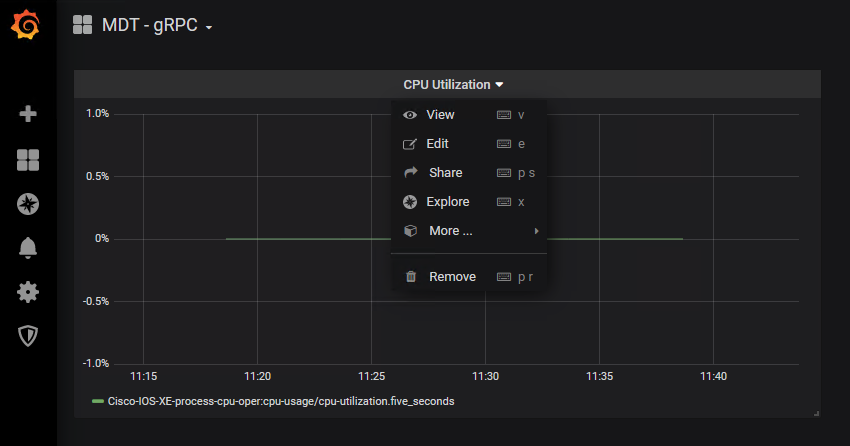 MDT - gRPC
CPU Utilization
View v
Edit e
Share p s
Explore x
More ...
Remove p r
1.0%
0.5%
0%
-0.5%
-1.0%
11:15 11:20 11:25 11:30 11:35 11:40
Cisco-IOS-XE-process-cpu-oper:cpu-usage/cpu-utilization.five_seconds